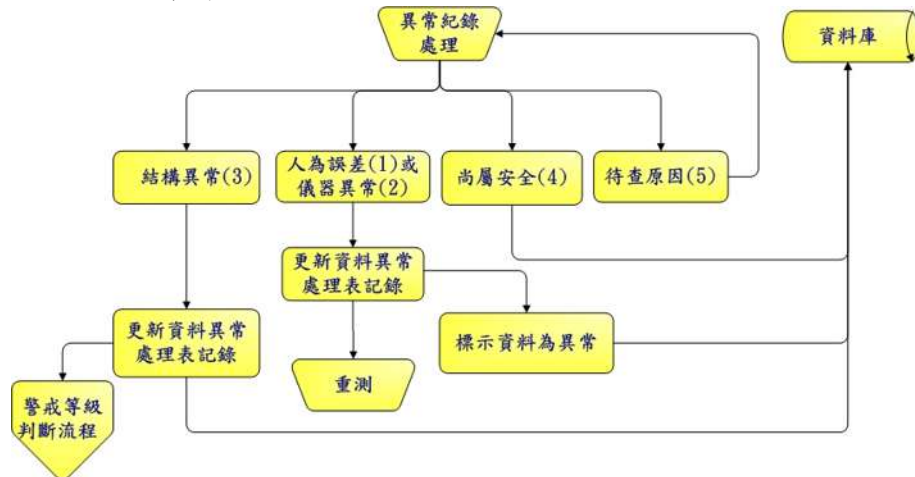 異常紀錄
處理
資料庫
結構異常(3)
人為誤差(1)或
儀器異常(2)
尚屬安全(4)
待查原因(5)
更新資料異常
處理表記錄
更新資料異常
處理表記錄
標示資料為異常
重測
警戒等級
判斷流程